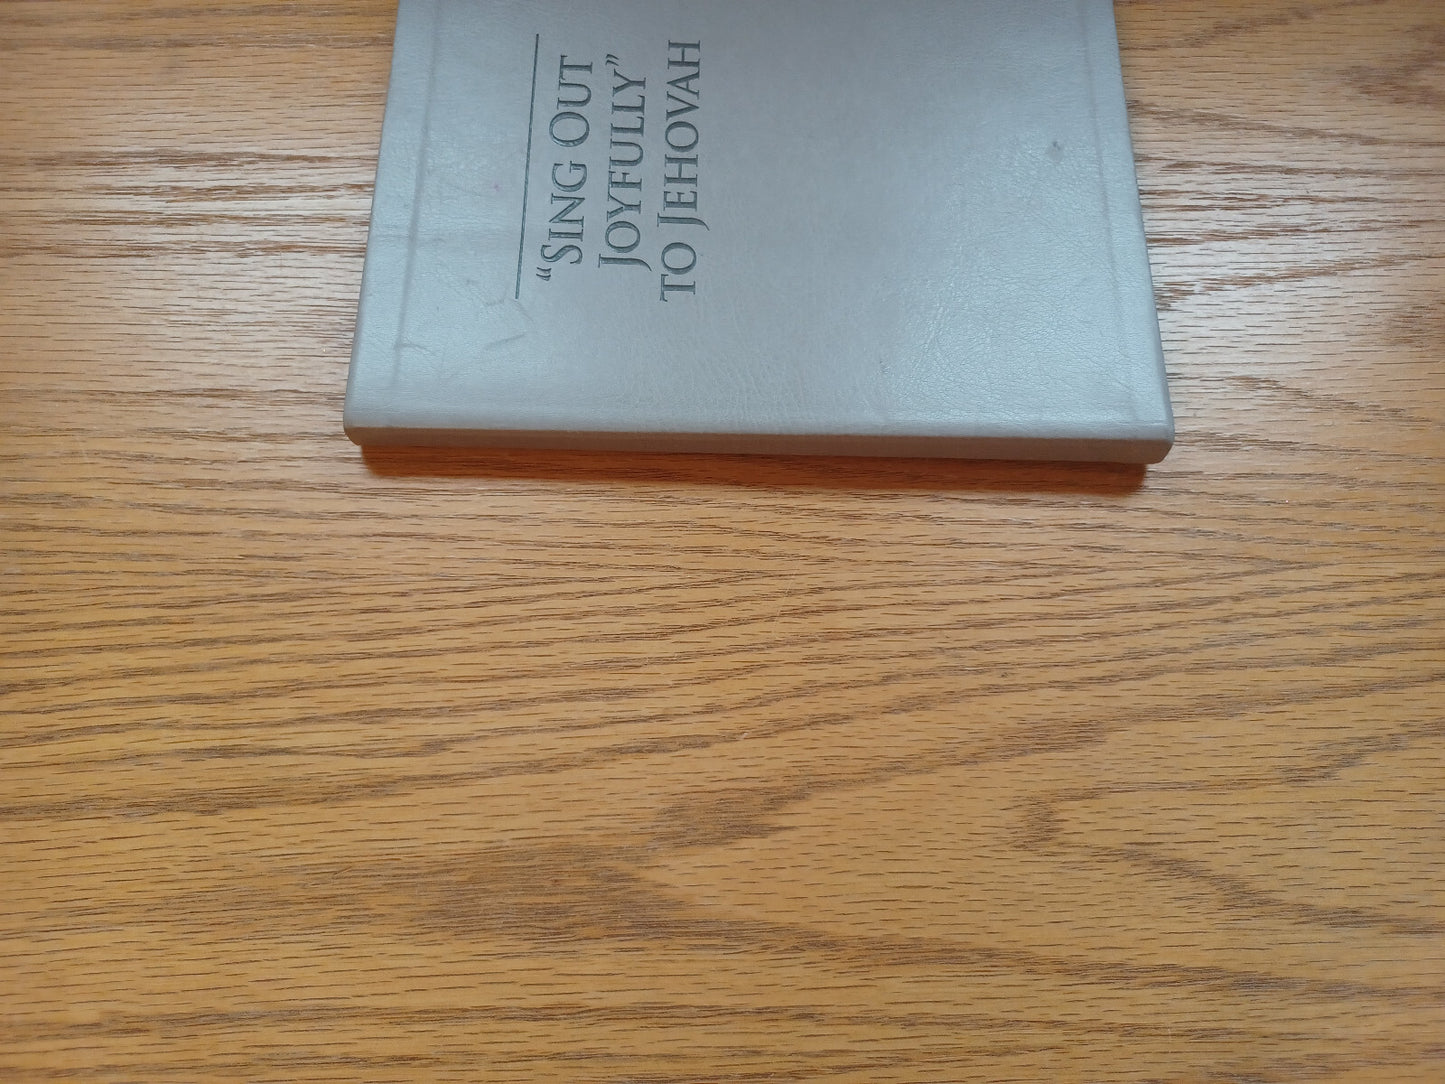 “Sing Out
Joyfully”
to Jehovah